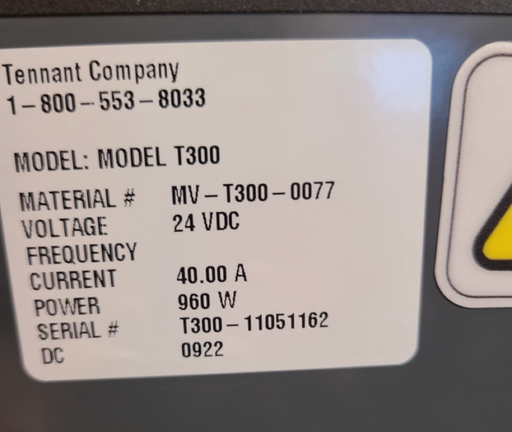 Tennant Company
1-800-553-8033
MODEL: MODEL T300
MATERIAL # MV-T300-0077
VOLTAGE 24 VDC
FREQUENCY
CURRENT 40.00 A
POWER 960 W
SERIAL # T300-11051162
DC 0922